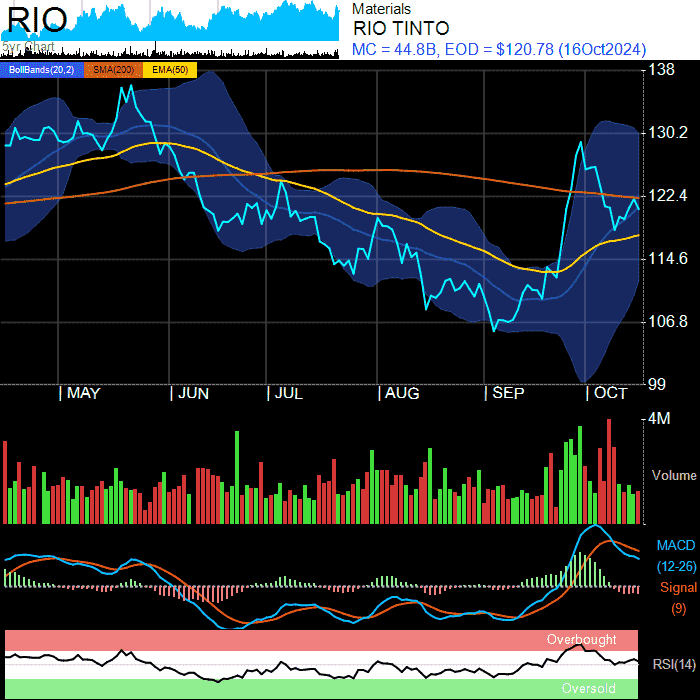 RIO
5yr Chart
Materials
RIO TINTO
MC = 44.8B, EOD = $120.78 (16Oct2024)
BollBands(20,2) SMA(200) EMA(50)
138
130.2
122.4
114.6
106.8
99
MAY JUN JUL AUG SEP OCT
4M
Volume
MACD
(12-26)
Signal
(9)
Overbought
RSI(14)
Oversold